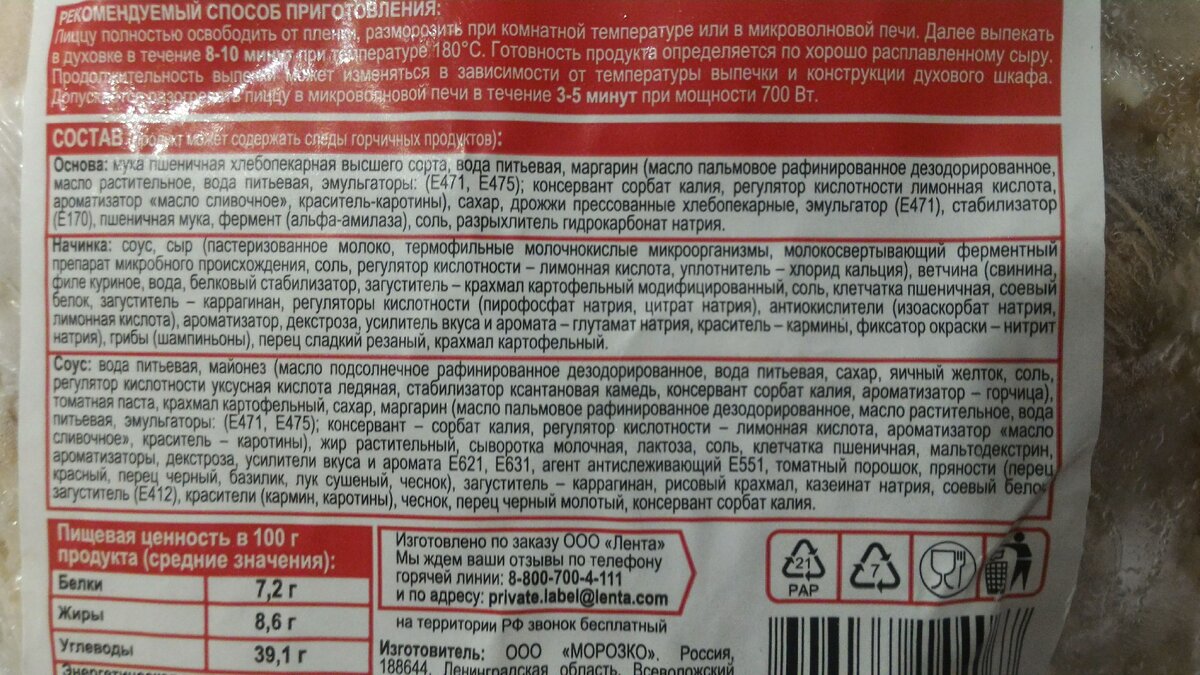 РЕКОМЕНДУЕМЫЙ СПОСОБ ПРИГОТОВЛЕНИЯ:
Пиццу полностью освободить от пленки, разморозить при комнатной температуре или в микроволновой печи. Далее выпекать
в духовке в течение 8-10 минут при температуре 180°С. Готовность продукта определяется по хорошо расплавленному сыру.
Продолжительность выпечки может изменяться в зависимости от температуры выпечки и конструкции духового шкафа.
Допускается разогревать пиццу в микроволновой печи в течение 3-5 минут при мощности 700 Вт.
СОСТАВ (продукт может содержать следы горчичных продуктов):
Основа: мука пшеничная хлебопекарная высшего сорта, вода питьевая, маргарин (масло пальмовое рафинированное дезодорированное,
масло растительное, вода питьевая, эмульгаторы: (Е471, Е475); консервант сорбат калия, регулятор кислотности лимонная кислота,
ароматизатор «масло сливочное», краситель-каротины), сахар, дрожжи прессованные хлебопекарные, эмульгатор (Е471), стабилизатор
(Е170), пшеничная мука, фермент (альфа-амилаза), соль, разрыхлитель гидрокарбонат натрия.
Начинка: соус, сыр (пастеризованное молоко, термофильные молочнокислые микроорганизмы, молокосвертывающий ферментный
препарат микробного происхождения, соль, регулятор кислотности – лимонная кислота, уплотнитель – хлорид кальция), ветчина (свинина,
филе куриное, вода, белковый стабилизатор, загуститель – крахмал картофельный модифицированный, соль, клетчатка пшеничная, соевый
белок, загуститель – каррагинан, регуляторы кислотности (пирофосфат натрия, цитрат натрия), антиокислители (изоаскорбат натрия,
лимонная кислота), ароматизатор, декстроза, усилитель вкуса и аромата – глутамат натрия, краситель – кармины, фиксатор окраски – нитрит
натрия), грибы (шампиньоны), перец сладкий резаный, крахмал картофельный.
Соус: вода питьевая, майонез (масло подсолнечное рафинированное дезодорированное, вода питьевая, сахар, яичный желток, соль,
регулятор кислотности уксусная кислота ледяная, стабилизатор ксантановая камедь, консервант сорбат калия, ароматизатор – горчица),
томатная паста, крахмал картофельный, сахар, маргарин (масло пальмовое рафинированное дезодорированное, масло растительное, вода
питьевая, эмульгаторы: (Е471, Е475); консервант – сорбат калия, регулятор кислотности – лимонная кислота, ароматизатор «масло
сливочное», краситель – каротины), жир растительный, сыворотка молочная, лактоза, соль, клетчатка пшеничная, мальтодекстрин,
ароматизаторы, декстроза, усилители вкуса и аромата Е621, Е631, агент антислеживающий Е551, томатный порошок, пряности (перец
красный, перец черный, базилик, лук сушеный, чеснок), загуститель – каррагинан, рисовый крахмал, казеинат натрия, соевый белок,
загуститель (Е412), красители (кармин, каротины), чеснок, перец черный молотый, консервант сорбат калия.
Пищевая ценность в 100 г
продукта (средние значения):
Белки 7,2 г
Жиры 8,6 г
Углеводы 39,1 г
Изготовлено по заказу ООО «Лента»
Мы ждем ваши отзывы по телефону
горячей линии: 8-800-700-4-111
и по адресу: private.label@lenta.com
на территории РФ звонок бесплатный
Изготовитель: ООО «МОРОЗКО», Россия,
188644, Ленинградская область, Всеволожский
21
PAP
7